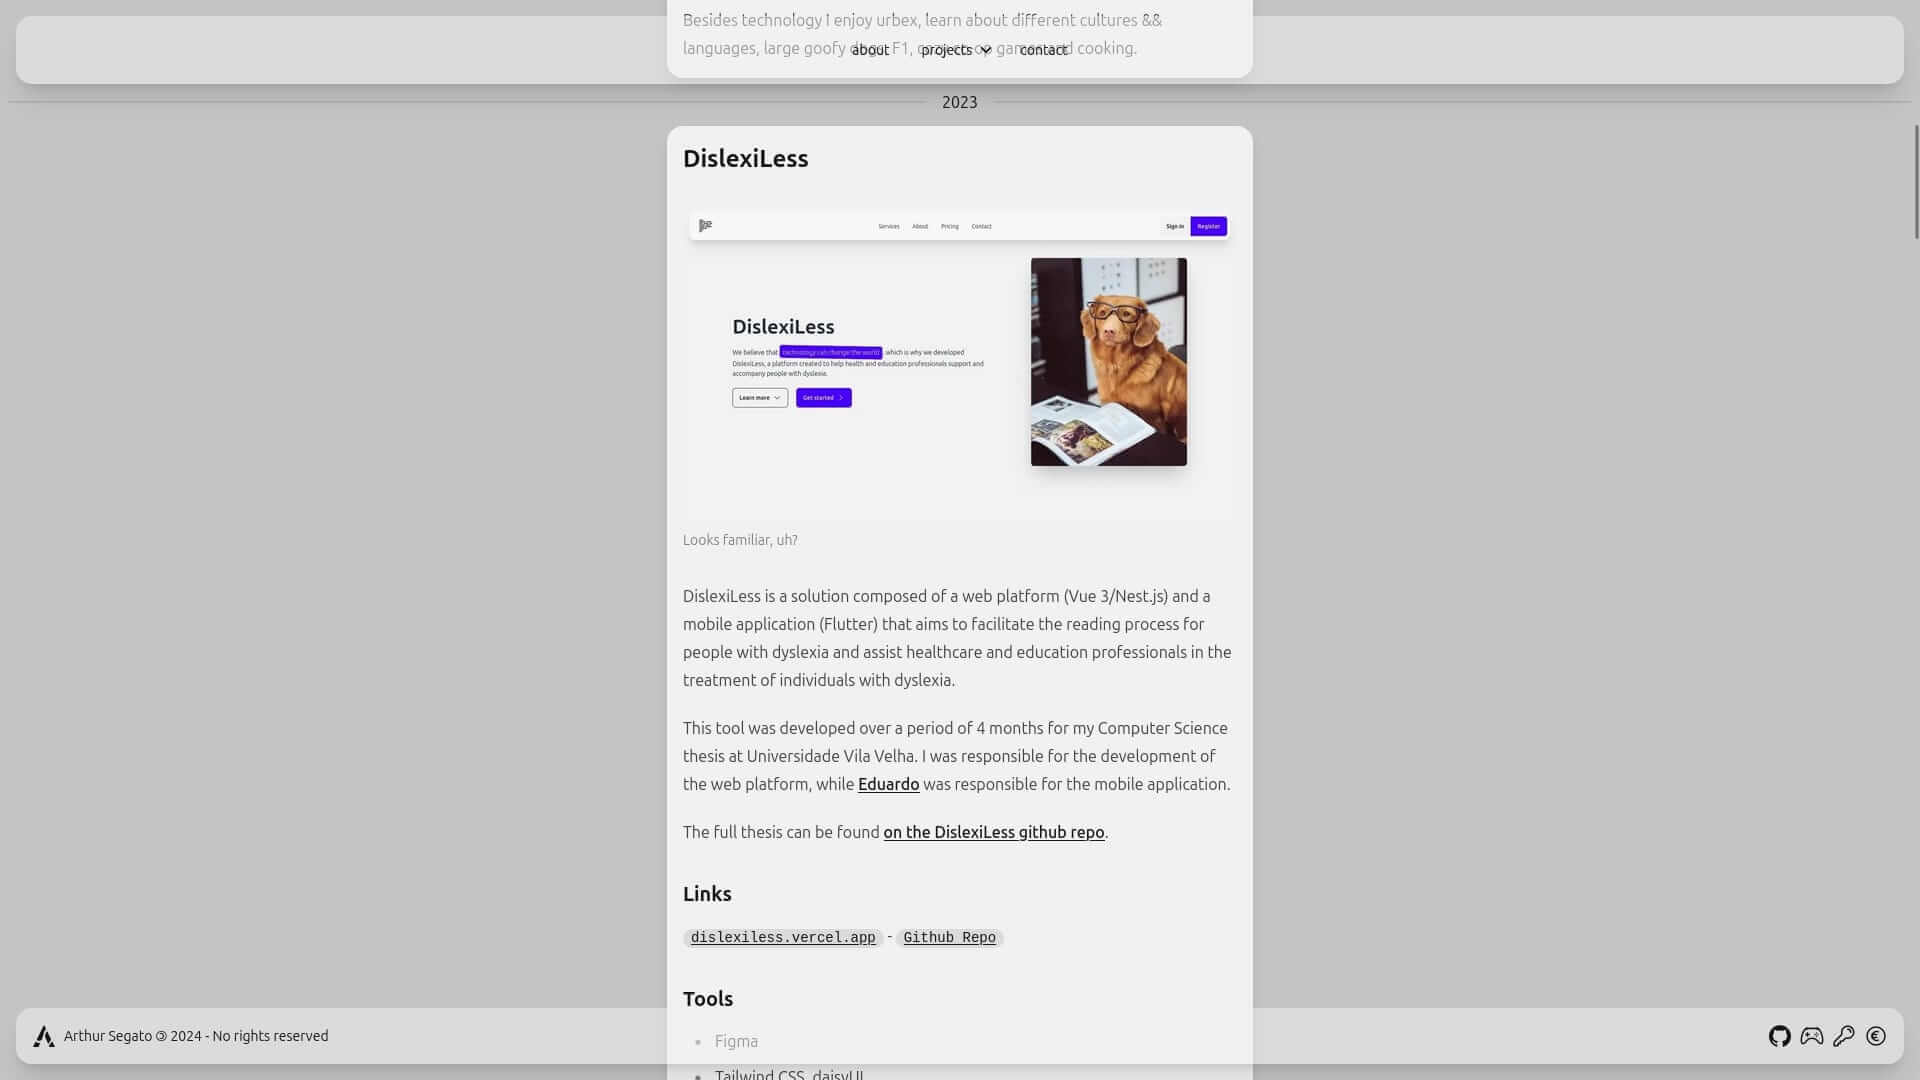 Besides technology I enjoy urbex, learn about different cultures &&
languages, large goofy dogs, F1, cozy co-op games and cooking.
about projects contact
2023
DislexiLess
Services About Pricing Contact Sign in Register
DislexiLess
We believe that technology can change the world, which is why we developed
DislexiLess, a platform created to help health and education professionals support and
accompany people with dyslexia.
Learn more Get started
Looks familiar, uh?
DislexiLess is a solution composed of a web platform (Vue 3/Nest.js) and a
mobile application (Flutter) that aims to facilitate the reading process for
people with dyslexia and assist healthcare and education professionals in the
treatment of individuals with dyslexia.
This tool was developed over a period of 4 months for my Computer Science
thesis at Universidade Vila Velha. I was responsible for the development of
the web platform, while Eduardo was responsible for the mobile application.
The full thesis can be found on the DislexiLess github repo.
Links
dislexiless.vercel.app - Github Repo
Tools
Figma
Tailwind CSS, daisyUI
Arthur Segato 🄯 2024 - No rights reserved